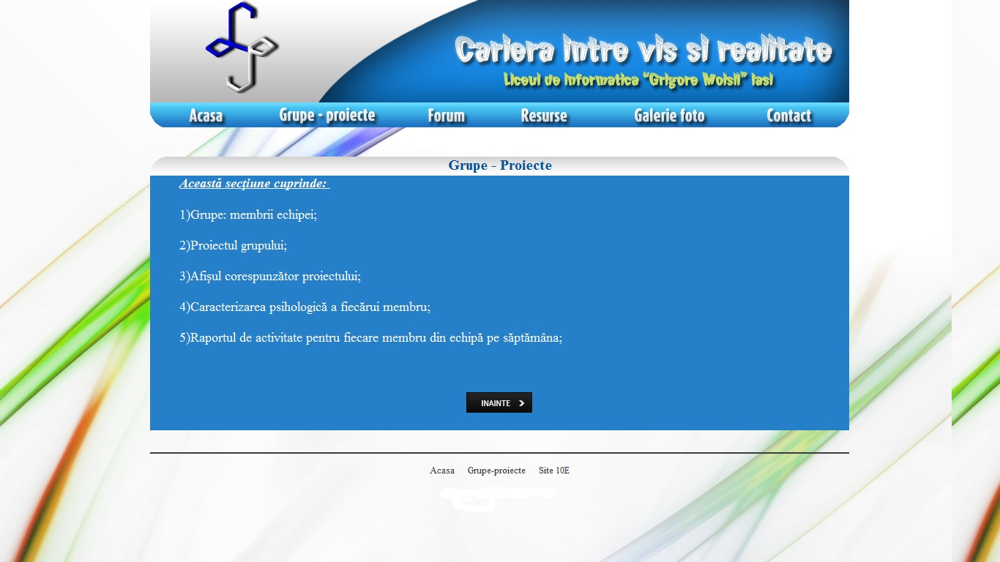 Cariera intre vis si realitate
Liceul de Informatica "Grigore Moisil" Iasi
Acasa Grupe - proiecte Forum Resurse Galerie foto Contact
Grupe - Proiecte
Această secţiune cuprinde:
1)Grupe: membrii echipei;
2)Proiectul grupului;
3)Afişul corespunzător proiectului;
4)Caracterizarea psihologică a fiecărui membru;
5)Raportul de activitate pentru fiecare membru din echipă pe săptămâna;
INAINTE
Acasa Grupe-proiecte Site 10E